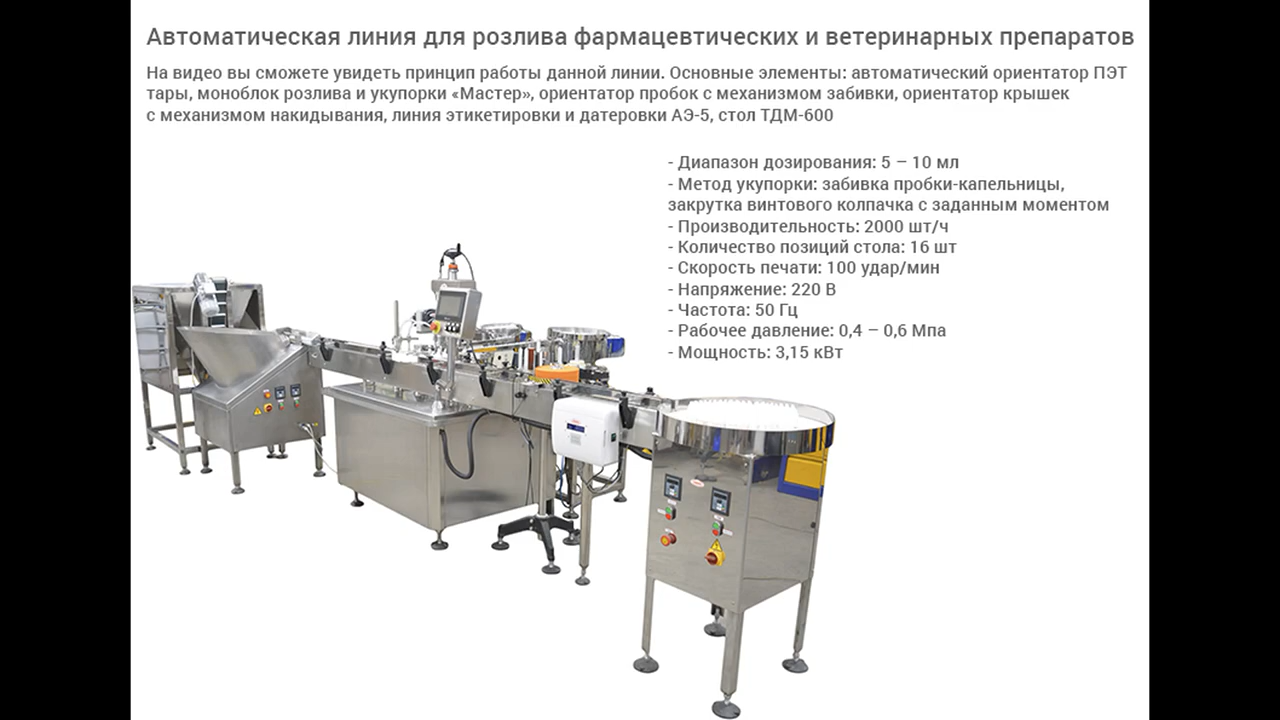 Автоматическая линия для розлива фармацевтических и ветеринарных препаратов
На видео вы сможете увидеть принцип работы данной линии. Основные элементы: автоматический ориентатор ПЭТ
тары, моноблок розлива и укупорки «Мастер», ориентатор пробок с механизмом забивки, ориентатор крышек
с механизмом накидывания, линия этикетировки и датеровки АЭ-5, стол ТДМ-600
- Диапазон дозирования: 5 – 10 мл
- Метод укупорки: забивка пробки-капельницы,
закрутка винтового колпачка с заданным моментом
- Производительность: 2000 шт/ч
- Количество позиций стола: 16 шт
- Скорость печати: 100 удар/мин
- Напряжение: 220 В
- Частота: 50 Гц
- Рабочее давление: 0,4 – 0,6 Мпа
- Мощность: 3,15 кВт